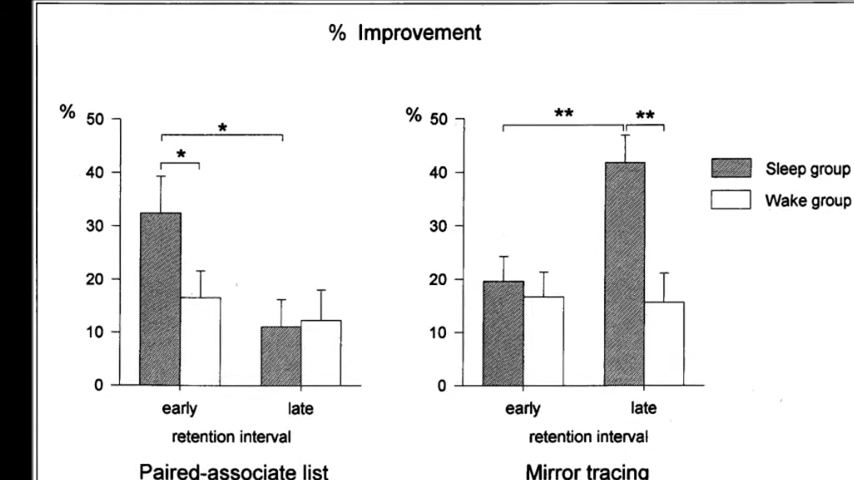 % Improvement
%
50
40
30
20
10
0
*
*
early late
retention interval
Paired-associate list
%
50
40
30
20
10
0
**
**
early late
retention interval
Mirror tracing
Sleep group
Wake group